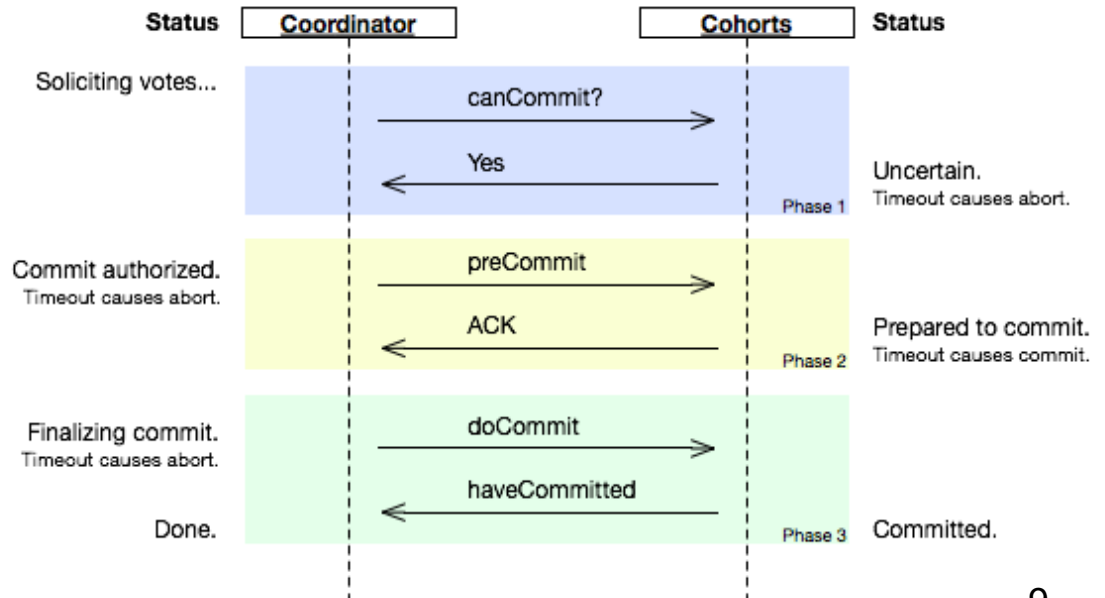 Status Coordinator Cohorts Status
Soliciting votes...
canCommit?
Yes
Uncertain.
Timeout causes abort.
Phase 1
Commit authorized.
Timeout causes abort.
preCommit
ACK
Prepared to commit.
Timeout causes commit.
Phase 2
Finalizing commit.
Timeout causes abort.
doCommit
haveCommitted
Done.
Phase 3
Committed.